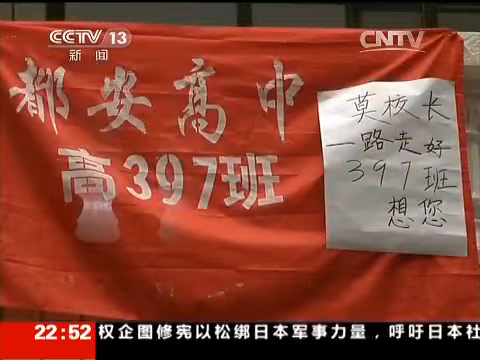 CCTV 13
新闻
CNTV
都安高中
高397班
莫校长
一路走好
397班
想您
22:52
权企图修宪以松绑日本军事力量，呼吁日本社